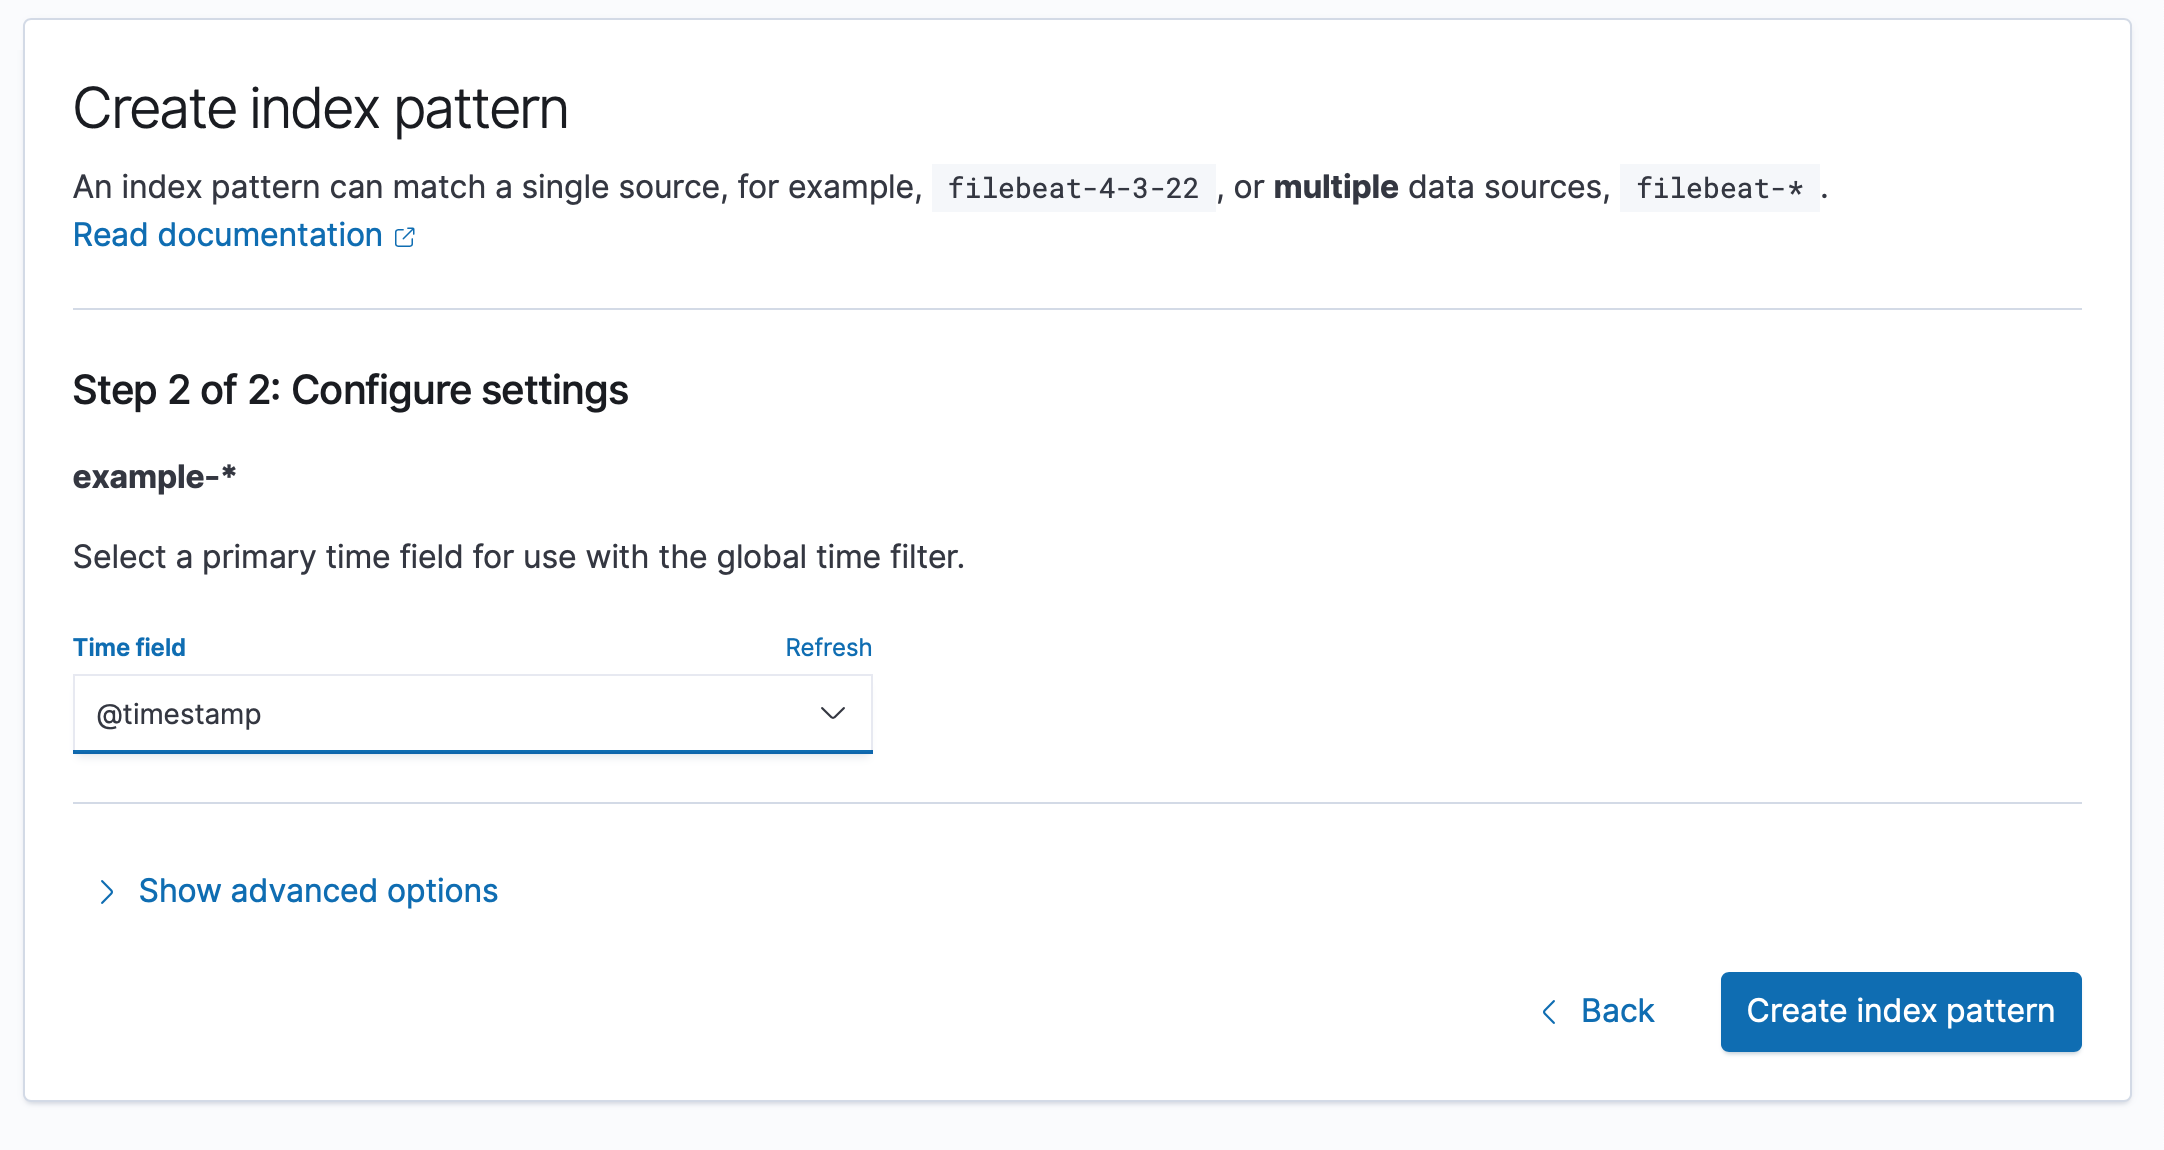 Create index pattern
An index pattern can match a single source, for example, filebeat-4-3-22, or multiple data sources, filebeat-*.
Read documentation
Step 2 of 2: Configure settings
example-*
Select a primary time field for use with the global time filter.
Time field Refresh
@timestamp
Show advanced options
Back Create index pattern